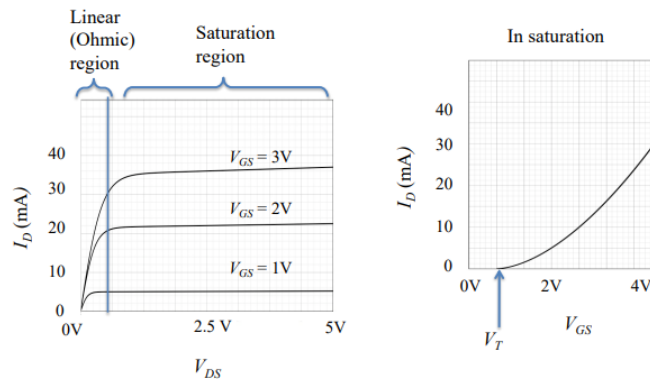 Linear
(Ohmic)
region
Saturation
region
I_D (mA)
40
30
20
10
0
V_GS = 3V
V_GS = 2V
V_GS = 1V
0V
2.5 V
5V
V_DS
In saturation
I_D (mA)
40
30
20
10
0
0V
2V
4V
V_T
V_GS